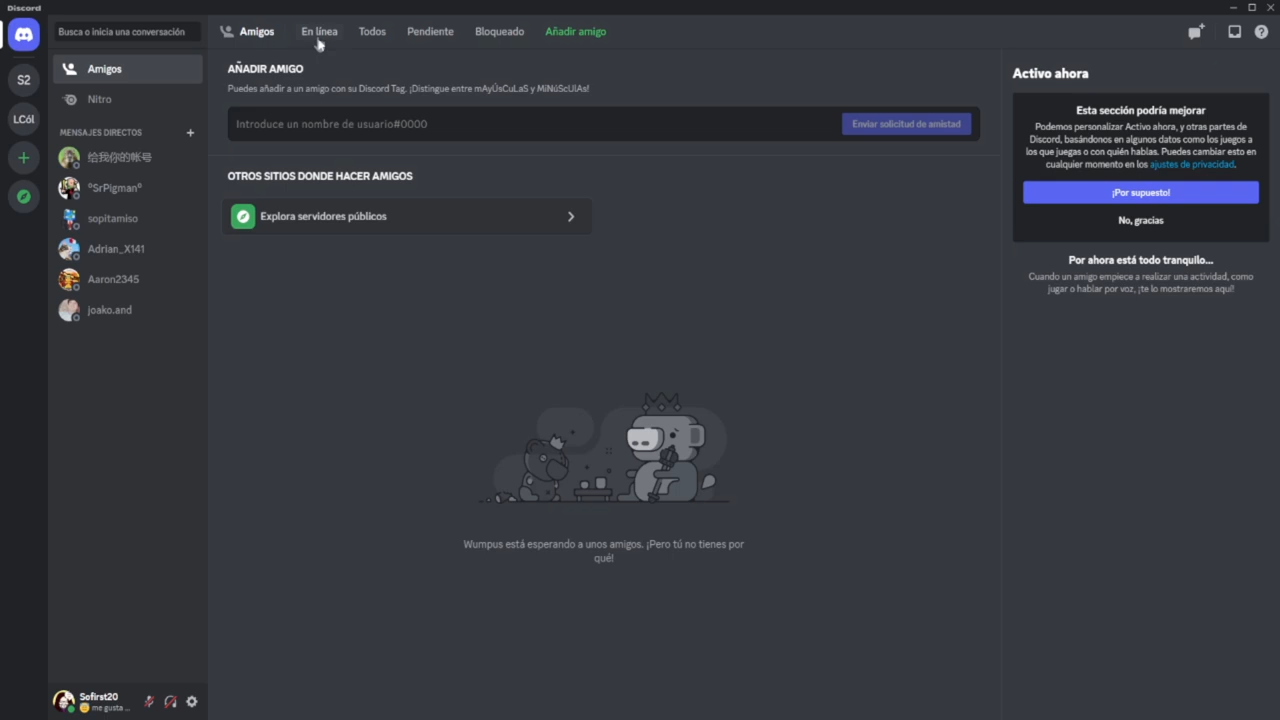 Discord
Busca o inicia una conversación
Amigos
En línea
Todos
Pendiente
Bloqueado
Añadir amigo
S2
LCól
Amigos
Nitro
MENSAJES DIRECTOS
给我你的帐号
ºSrPigmanº
sopitamiso
Adrian_X141
Aaron2345
joako.and
AÑADIR AMIGO
Puedes añadir a un amigo con su Discord Tag. ¡Distingue entre mAyÚsCuLaS y MiNúScUlAs!
Introduce un nombre de usuario#0000
Enviar solicitud de amistad
OTROS SITIOS DONDE HACER AMIGOS
Explora servidores públicos
Wumpus está esperando a unos amigos. ¡Pero tú no tienes por
qué!
Activo ahora
Esta sección podría mejorar
Podemos personalizar Activo ahora, y otras partes de
Discord, basándonos en algunos datos como los juegos a
los que juegas o con quién hablas. Puedes cambiar esto en
cualquier momento en los ajustes de privacidad.
¡Por supuesto!
No, gracias
Por ahora está todo tranquilo...
Cuando un amigo empiece a realizar una actividad, como
jugar o hablar por voz, ¡te lo mostraremos aquí!
Sofirst20
me gusta ...